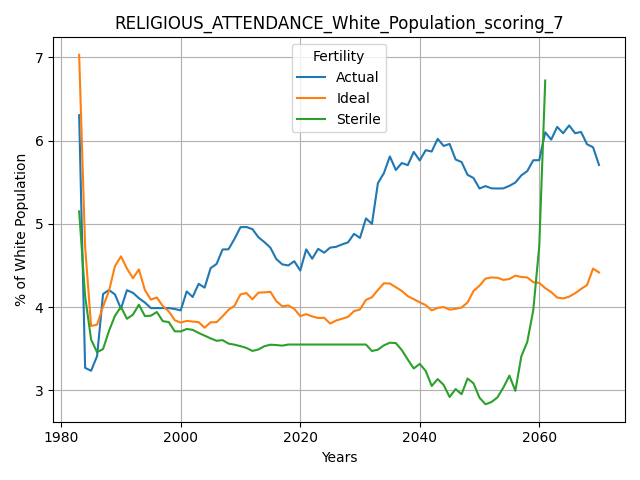 RELIGIOUS_ATTENDANCE_White_Population_scoring_7
Fertility
Actual
Ideal
Sterile
% of White Population
7
6
5
4
3
1980 2000 2020 2040 2060
Years